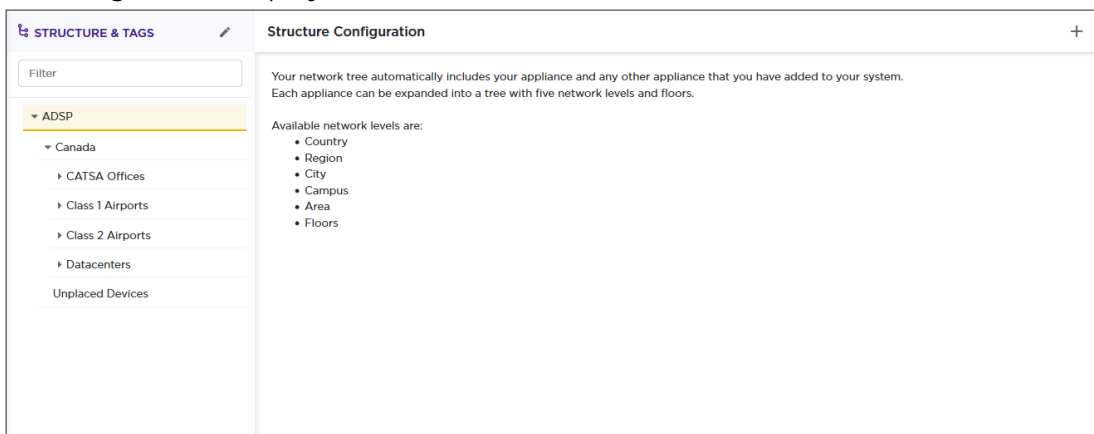 STRUCTURE & TAGS
Filter
ADSP
Canada
CATSA Offices
Class 1 Airports
Class 2 Airports
Datacenters
Unplaced Devices
Structure Configuration
Your network tree automatically includes your appliance and any other appliance that you have added to your system.
Each appliance can be expanded into a tree with five network levels and floors.
Available network levels are:
• Country
• Region
• City
• Campus
• Area
• Floors